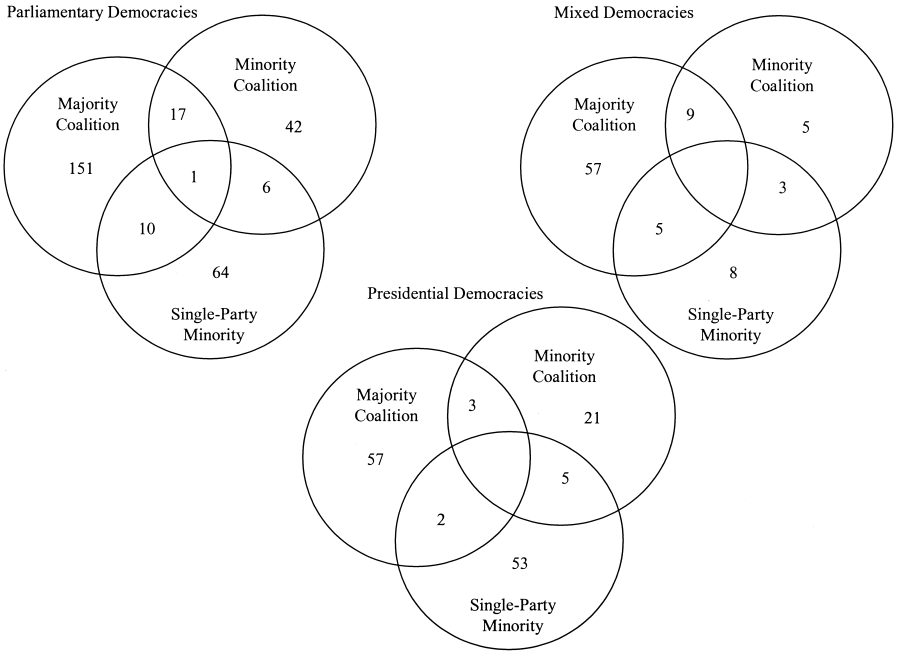 Parliamentary Democracies
Majority
Coalition
Minority
Coalition
17
42
151
1
6
10
64
Single-Party
Minority
Mixed Democracies
Majority
Coalition
Minority
Coalition
9
5
57
3
5
8
Single-Party
Minority
Presidential Democracies
Majority
Coalition
Minority
Coalition
3
21
57
5
2
53
Single-Party
Minority